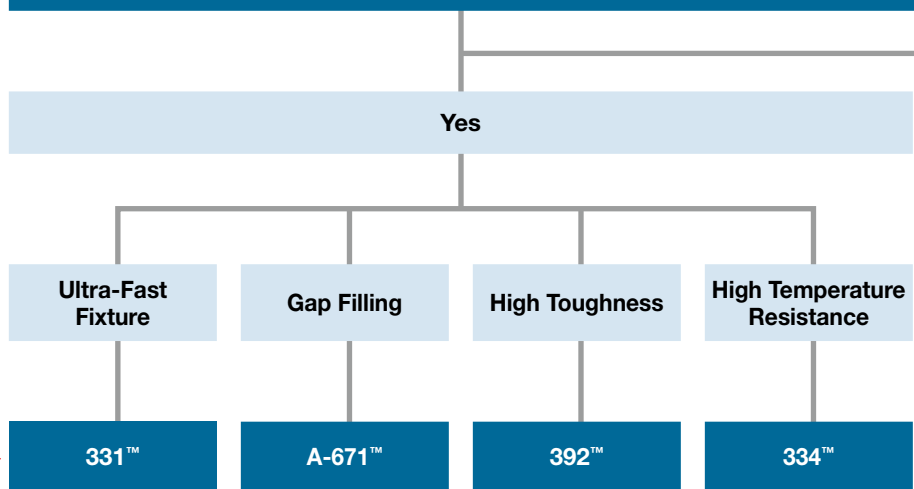 Yes
Ultra-Fast
Fixture
Gap Filling
High Toughness
High Temperature
Resistance
331™
A-671™
392™
334™